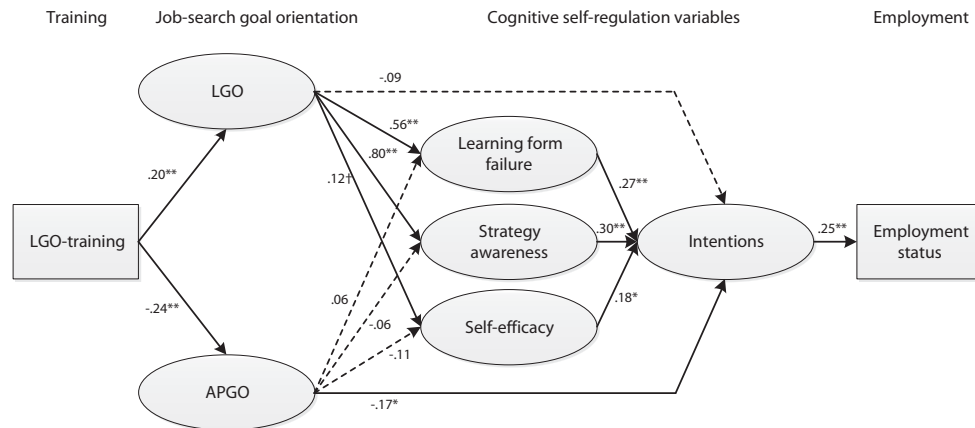 Training Job-search goal orientation Cognitive self-regulation variables Employment
LGO
-.09
.56**
.80**
.12†
Learning form
failure
.20**
.27**
LGO-training
Strategy
awareness
.30**
Intentions
.25**
Employment
status
-.24**
.06
-.06
-.11
Self-efficacy
.18*
APGO
-.17*